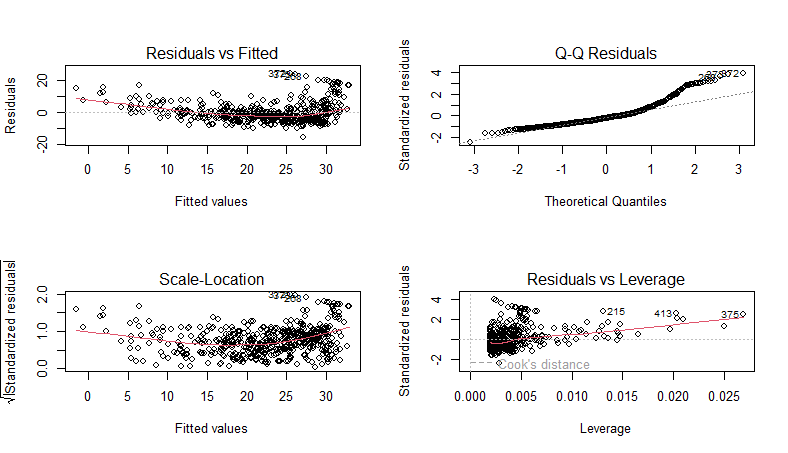 Residuals vs Fitted
Residuals
20
0
-20
0 5 10 15 20 25 30
Fitted values
Q-Q Residuals
Standardized residuals
4
2
0
-2
372
-3 -2 -1 0 1 2 3
Theoretical Quantiles
Scale-Location
√|Standardized residuals|
2.0
1.0
0.0
0 5 10 15 20 25 30
Fitted values
Residuals vs Leverage
Standardized residuals
4
2
0
-2
215
413
375
Cook's distance
0.000 0.005 0.010 0.015 0.020 0.025
Leverage